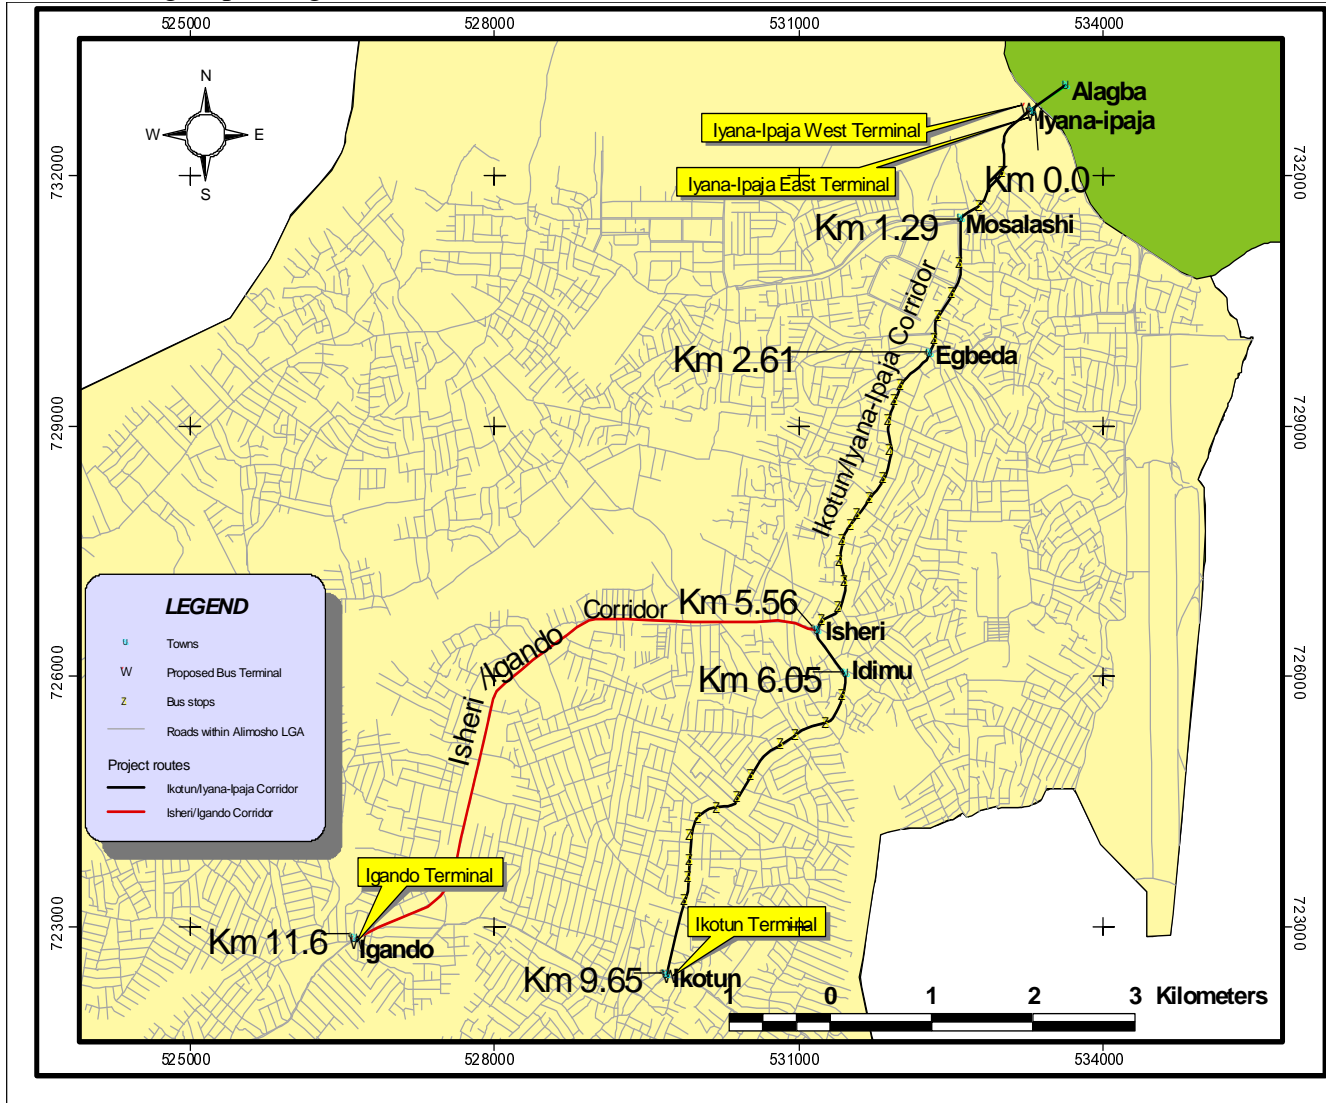 525000
528000
531000
534000
N
W
E
S
Alagba
Iyana-ipaja
Iyana-Ipaja West Terminal
732000
732000
Iyana-Ipaja East Terminal
Km 0.0
Km 1.29
Mosalashi
Ikotun/Iyana-Ipaja Corridor
Km 2.61
Egbeda
729000
729000
Km 5.56
Corridor
Isheri
Isheri /Igando
Km 6.05
Idimu
726000
726000
LEGEND
u Towns
W Proposed Bus Terminal
z Bus stops
Roads within Alimosho LGA
Project routes
Ikotun/Iyana-Ipaja Corridor
Isheri/Igando Corridor
Igando Terminal
Ikotun Terminal
723000
723000
Km 11.6
Igando
Km 9.65
Ikotun
1 0 1 2 3 Kilometers
525000
528000
531000
534000